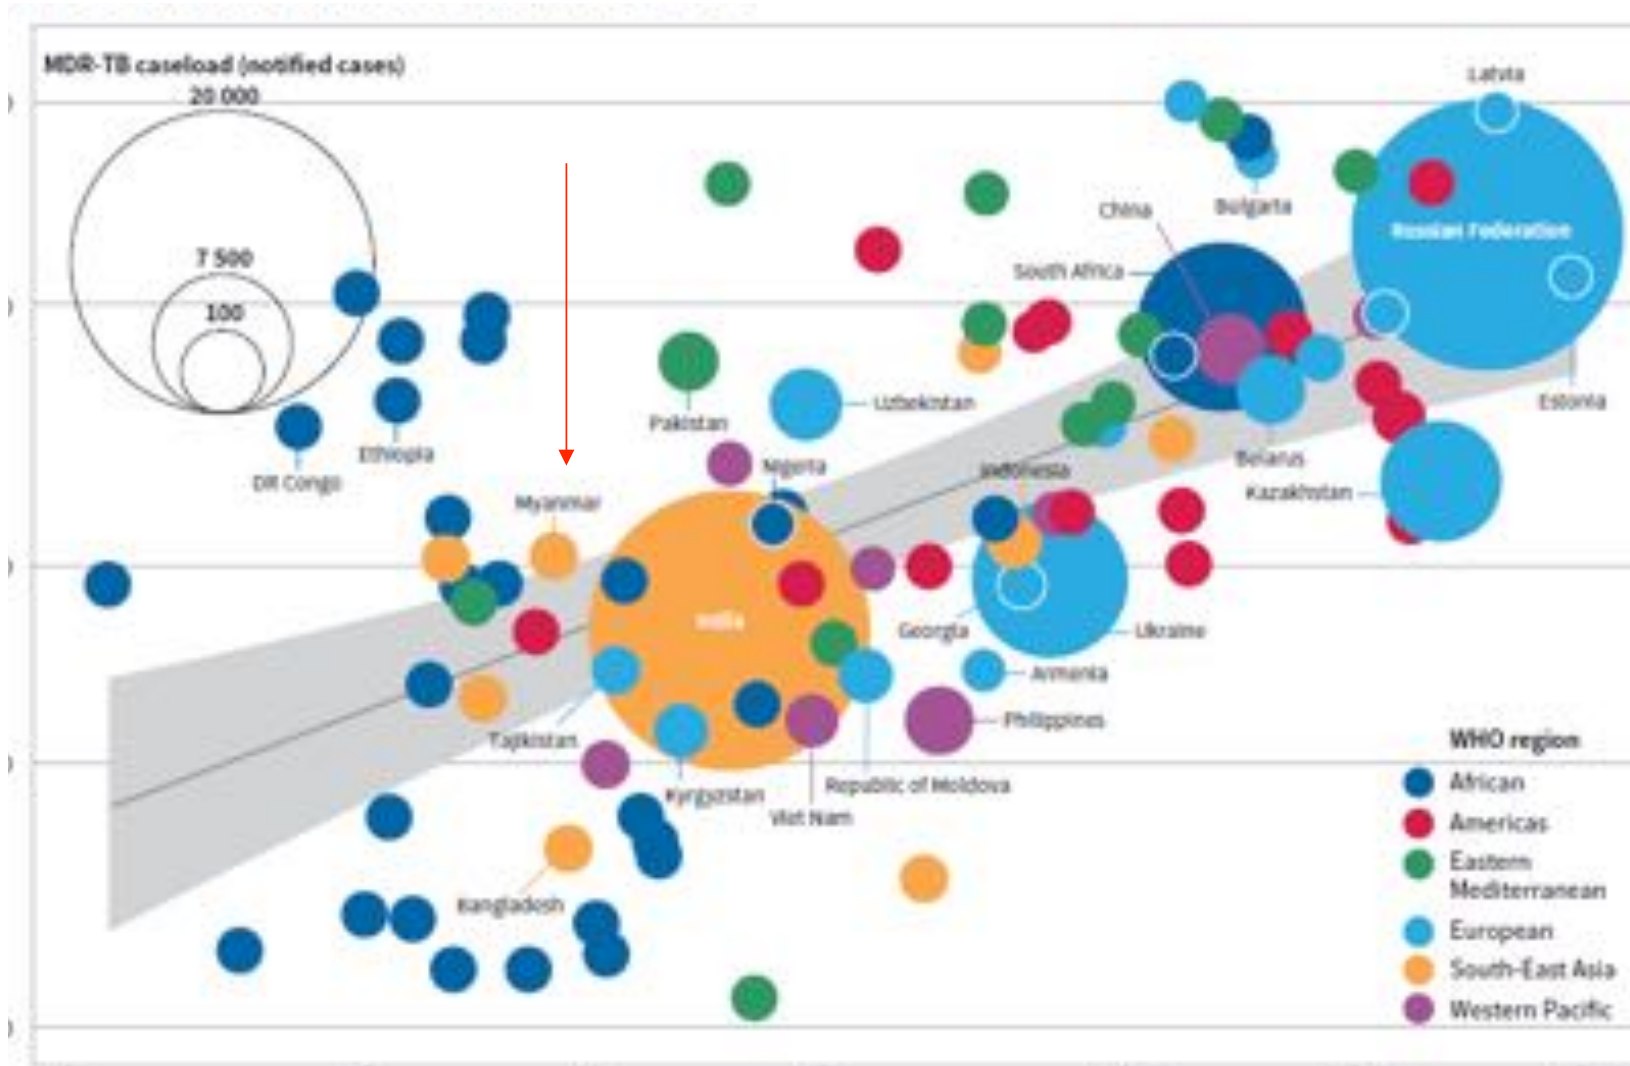 MDR-TB caseload (notified cases)
20 000
7 500
100
Latvia
China
Bulgaria
Russian Federation
South Africa
Pakistan
Uzbekistan
Estonia
DR Congo
Ethiopia
Nigeria
Indonesia
Belarus
Kazakhstan
Myanmar
India
Georgia
Ukraine
Armenia
Tajikistan
Philippines
Kyrgyzstan
Republic of Moldova
Viet Nam
Bangladesh
WHO region
African
Americas
Eastern
Mediterranean
European
South-East Asia
Western Pacific